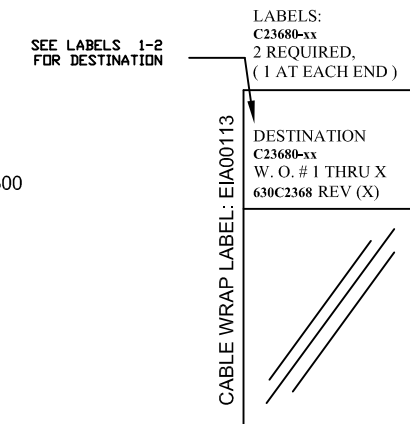 LABELS:
C23680-xx
2 REQUIRED,
( 1 AT EACH END )
SEE LABELS 1-2
FOR DESTINATION
DESTINATION
C23680-xx
W. O. # 1 THRU X
630C2368 REV (X)
CABLE WRAP LABEL: EIA00113